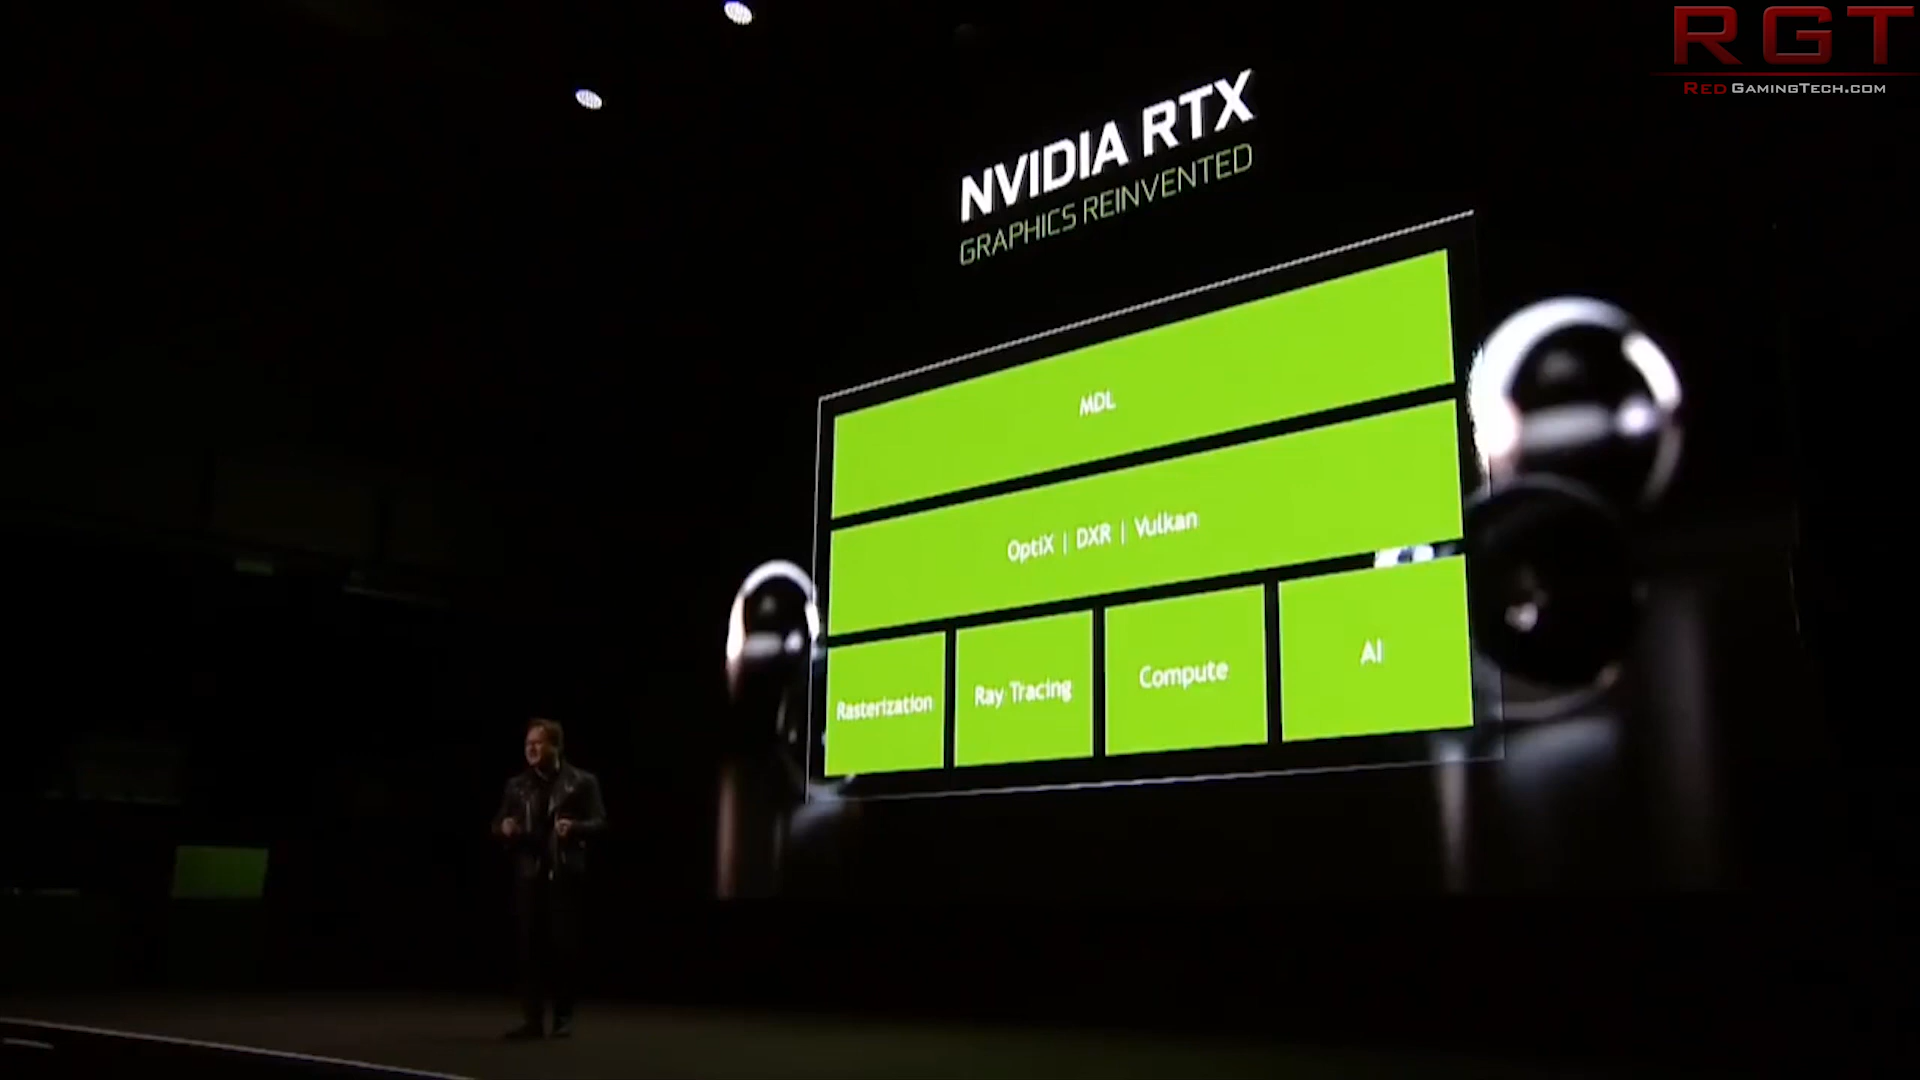 RGT
RED GAMINGTECH.COM
NVIDIA RTX
GRAPHICS REINVENTED
MDL
OptiX | DXR | Vulkan
Rasterization
Ray Tracing
Compute
AI